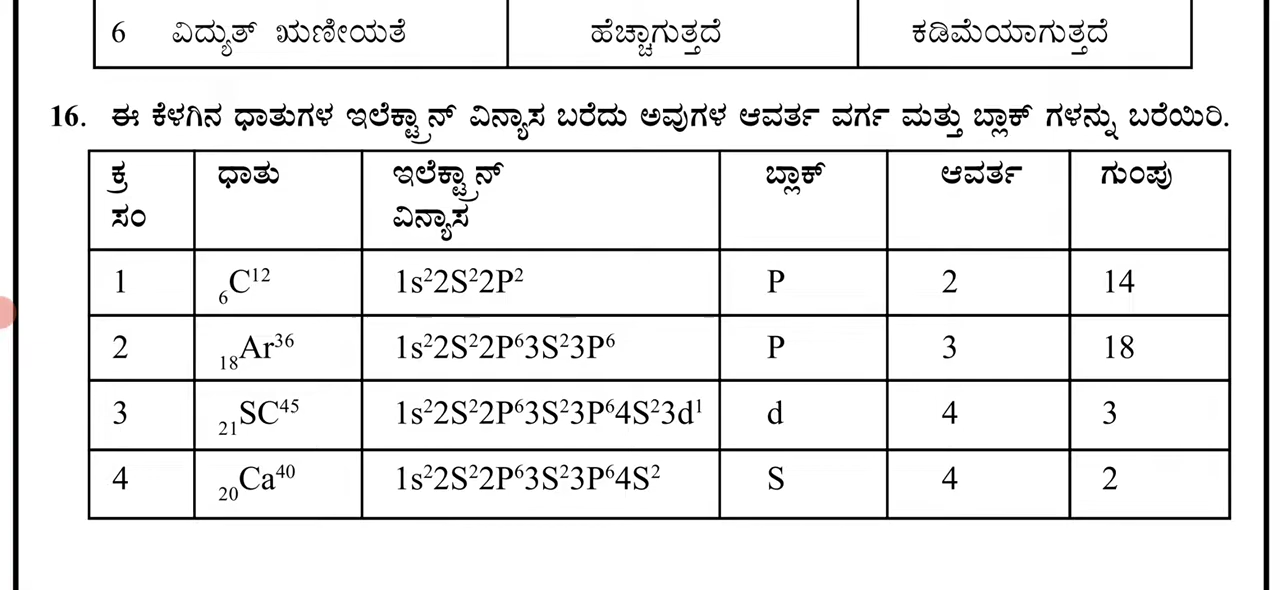 6 ವಿದ್ಯುತ್ ಋಣೀಯತೆ ಹೆಚ್ಚಾಗುತ್ತದೆ ಕಡಿಮೆಯಾಗುತ್ತದೆ
16. ಈ ಕೆಳಗಿನ ಧಾತುಗಳ ಇಲೆಕ್ಟ್ರಾನ್ ವಿನ್ಯಾಸ ಬರೆದು ಅವುಗಳ ಆವರ್ತ ವರ್ಗ ಮತ್ತು ಬ್ಲಾಕ್ ಗಳನ್ನು ಬರೆಯಿರಿ.
ಕ್ರ ಧಾತು ಇಲೆಕ್ಟ್ರಾನ್ ಬ್ಲಾಕ್ ಆವರ್ತ ಗುಂಪು
ಸಂ ವಿನ್ಯಾಸ
1 ₆C¹² 1s²2S²2P² P 2 14
2 ₁₈Ar³⁶ 1s²2S²2P⁶3S²3P⁶ P 3 18
3 ₂₁SC⁴⁵ 1s²2S²2P⁶3S²3P⁶4S²3d¹ d 4 3
4 ₂₀Ca⁴⁰ 1s²2S²2P⁶3S²3P⁶4S² S 4 2